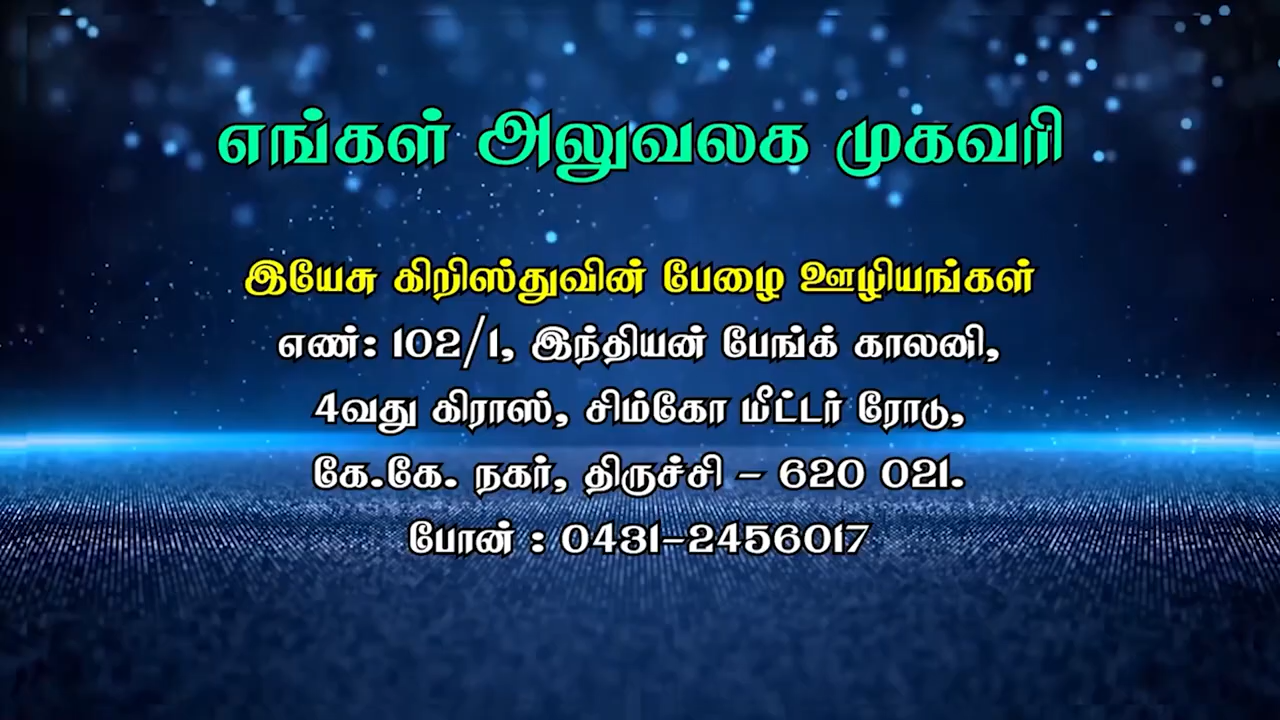 எங்கள் அலுவலக முகவரி
இயேசு கிறிஸ்துவின் பேழை ஊழியங்கள்
எண்: 102/1, இந்தியன் பேங்க் காலனி,
4வது கிராஸ், சிம்கோ மீட்டர் ரோடு,
கே.கே. நகர், திருச்சி - 620 021.
போன் : 0431-2456017